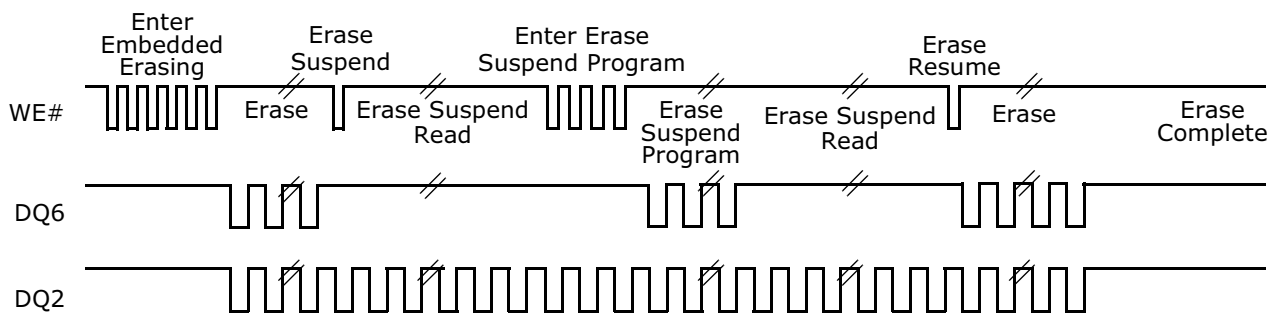 Enter
Embedded
Erasing
Erase
Suspend
Enter Erase
Suspend Program
Erase
Resume
WE#
Erase
Erase Suspend
Read
Erase
Suspend
Program
Erase Suspend
Read
Erase
Erase
Complete
DQ6
DQ2